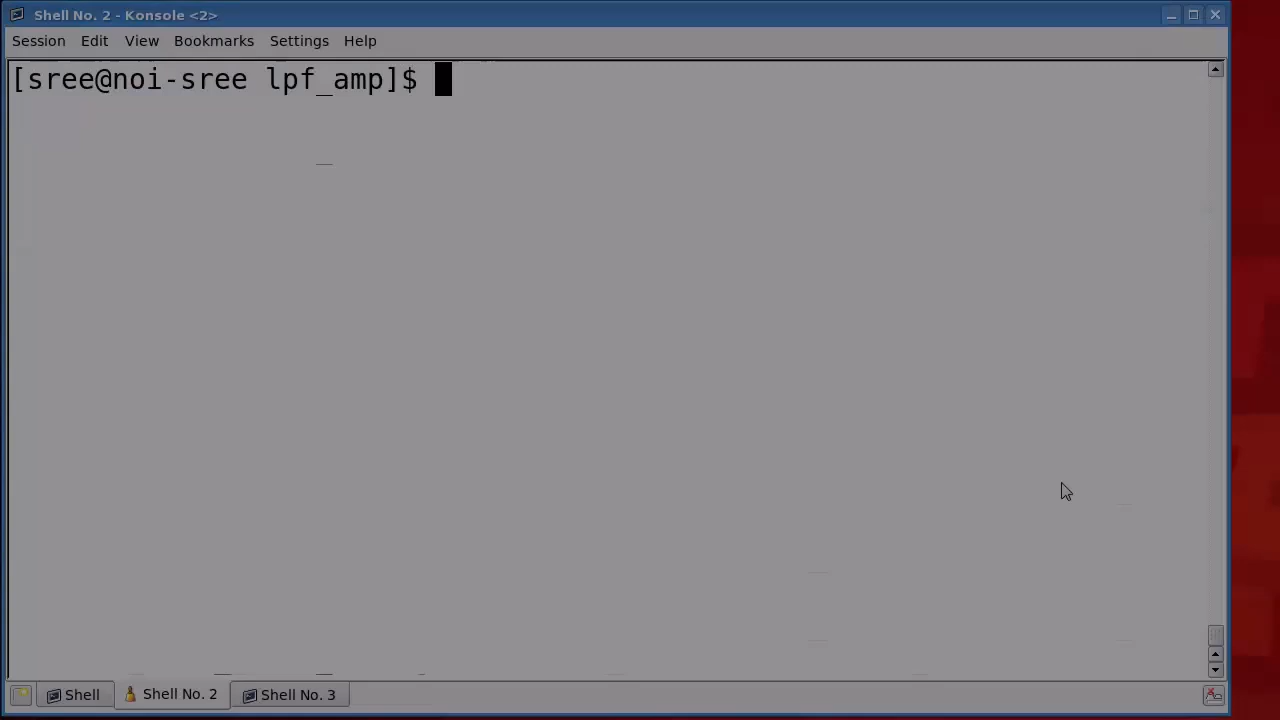 Shell No. 2 - Konsole <2>
Session Edit View Bookmarks Settings Help
[sree@noi-sree lpf_amp]$
Shell Shell No. 2 Shell No. 3